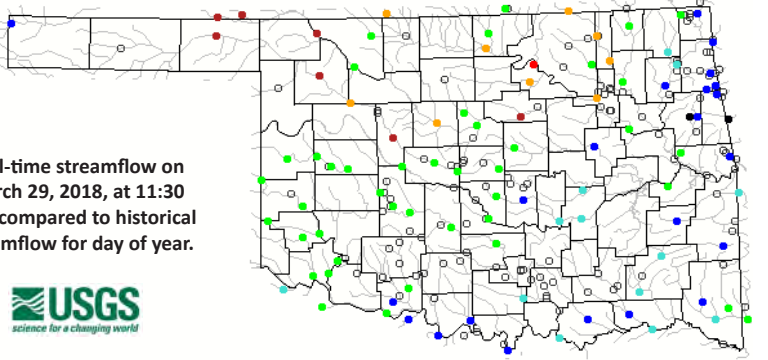 l-time streamflow on
rch 29, 2018, at 11:30
compared to historical
mflow for day of year.
USGS
science for a changing world